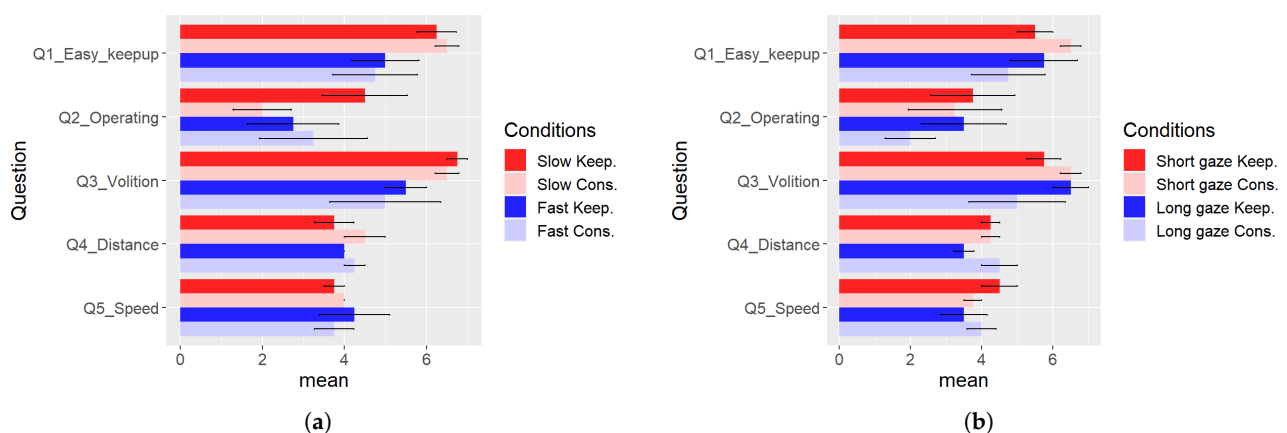 Question
Q1_Easy_keepup
Q2_Operating
Q3_Volition
Q4_Distance
Q5_Speed
0 2 4 6
mean
Conditions
Slow Keep.
Slow Cons.
Fast Keep.
Fast Cons.
(a)
Question
Q1_Easy_keepup
Q2_Operating
Q3_Volition
Q4_Distance
Q5_Speed
0 2 4 6
mean
Conditions
Short gaze Keep.
Short gaze Cons.
Long gaze Keep.
Long gaze Cons.
(b)